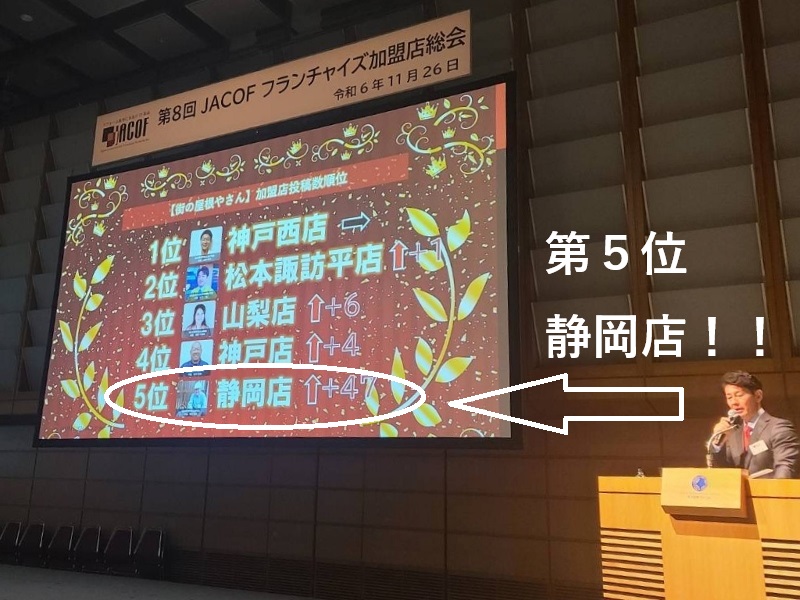 JACOF
第8回 JACOF フランチャイズ加盟店総会
令和6年11月26日
【街の屋根やさん】加盟店投稿数順位
1位 神戸西店 ⇨
2位 松本諏訪平店 ⇧+1
3位 山梨店 ⇧+6
4位 神戸店 ⇧+4
5位 静岡店 ⇧+47
第５位
静岡店！！